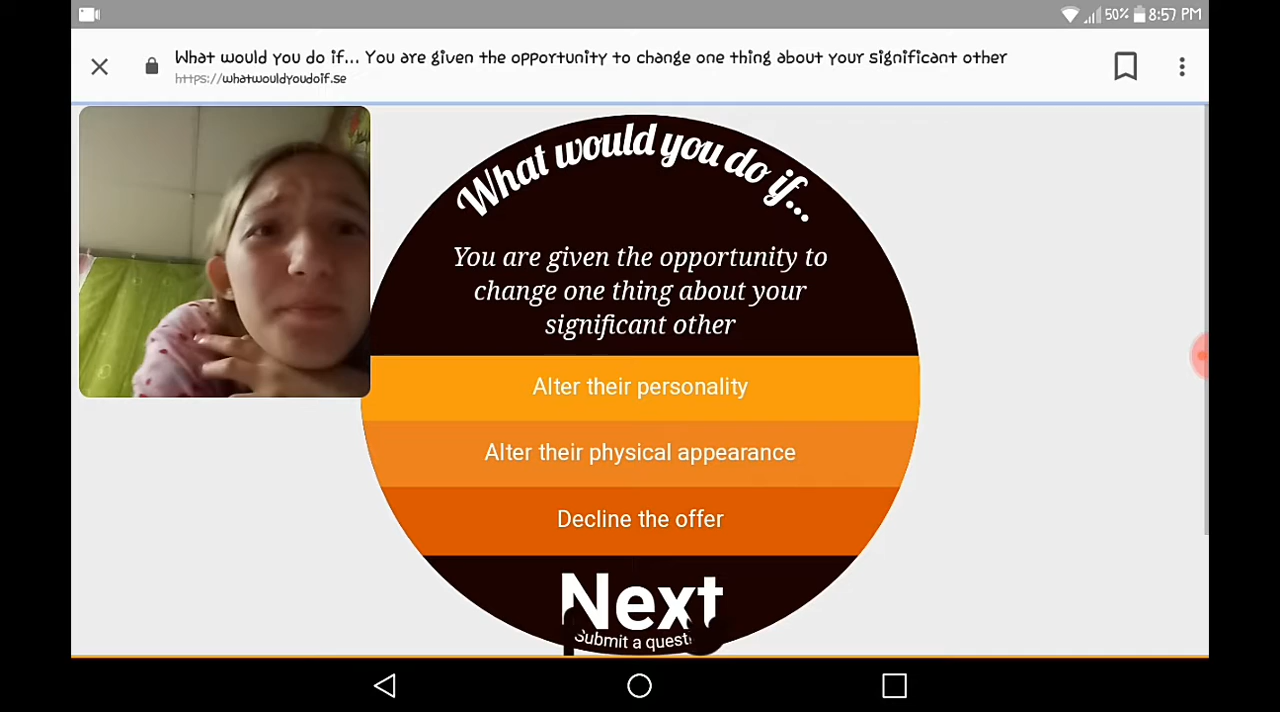 50% 8:57 PM
What would you do if... You are given the opportunity to change one thing about your significant other
https://whatwouldyoudoif.se
What would you do if...
You are given the opportunity to
change one thing about your
significant other
Alter their personality
Alter their physical appearance
Decline the offer
Next
Submit a quest